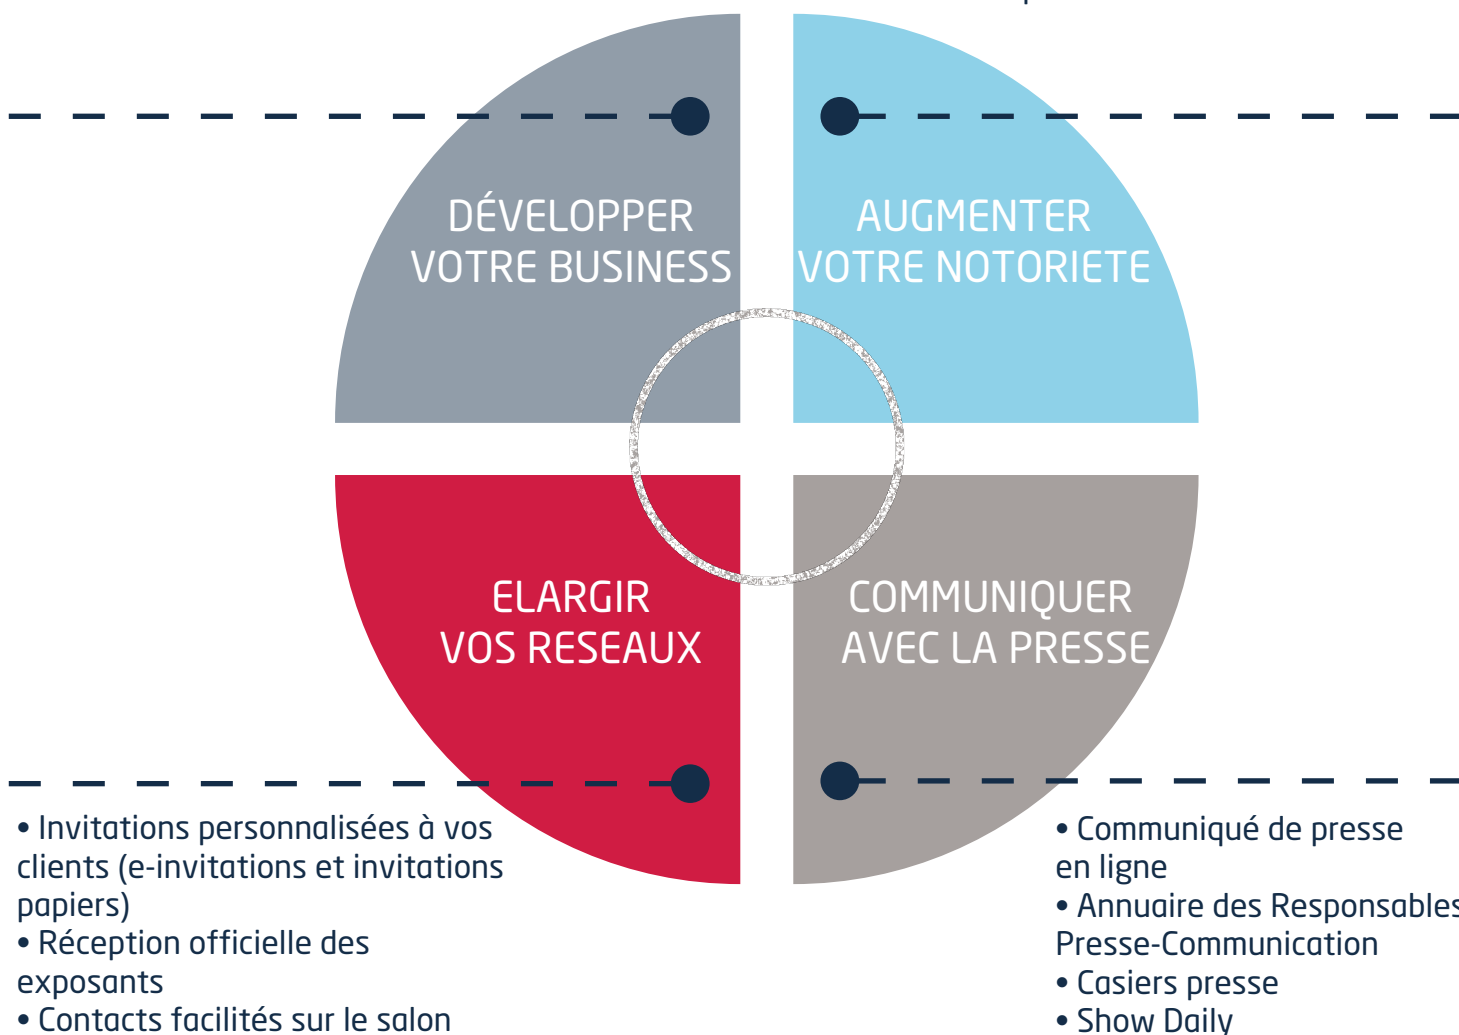 DÉVELOPPER
VOTRE BUSINESS
AUGMENTER
VOTRE NOTORIETE
ELARGIR
VOS RESEAUX
COMMUNIQUER
AVEC LA PRESSE
• Invitations personnalisées à vos
clients (e-invitations et invitations
papiers)
• Réception officielle des
exposants
• Contacts facilités sur le salon
• Communiqué de presse
en ligne
• Annuaire des Responsables
Presse-Communication
• Casiers presse
• Show Daily